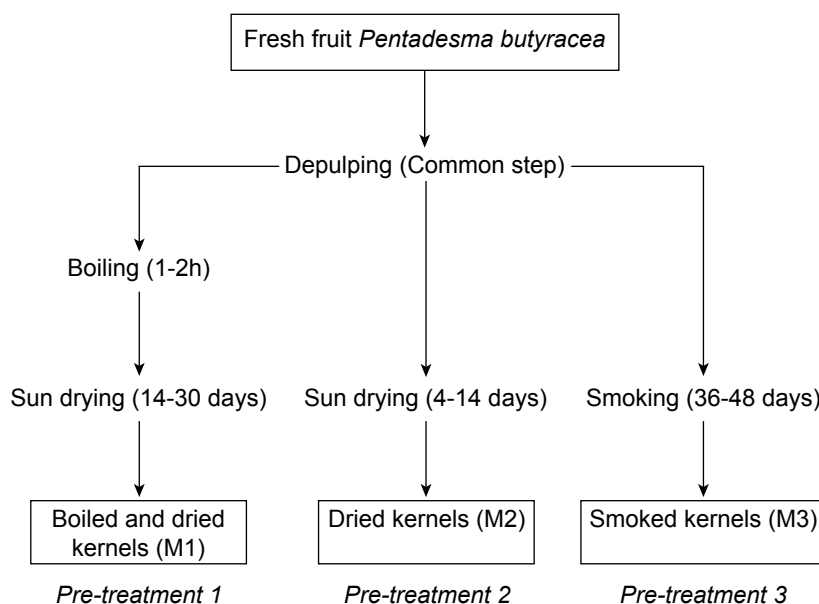 Fresh fruit Pentadesma butyracea
Depulping (Common step)
Boiling (1-2h)
Sun drying (14-30 days)
Sun drying (4-14 days)
Smoking (36-48 days)
Boiled and dried
kernels (M1)
Dried kernels (M2)
Smoked kernels (M3)
Pre-treatment 1
Pre-treatment 2
Pre-treatment 3